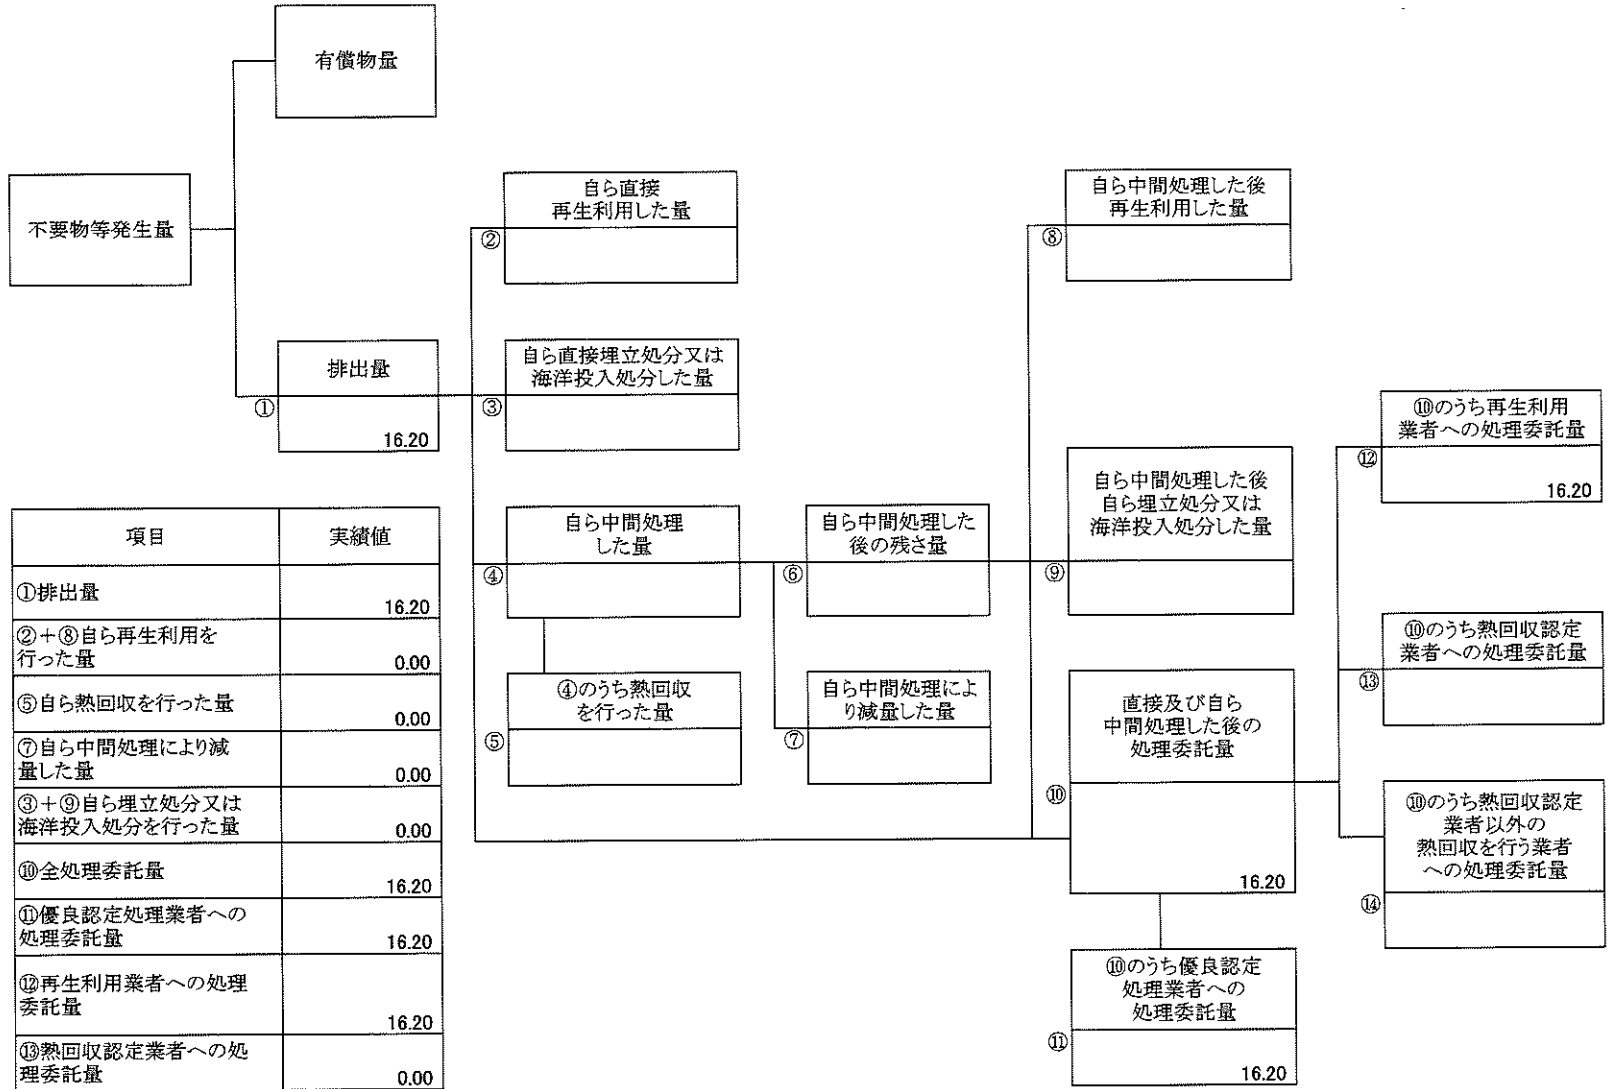 有償物量
不要物等発生量
排出量
①
16.20
自ら直接
再生利用した量
②
自ら直接埋立処分又は
海洋投入処分した量
③
自ら中間処理
した量
④
④のうち熱回収
を行った量
⑤
自ら中間処理した
後の残さ量
⑥
自ら中間処理によ
り減量した量
⑦
自ら中間処理した後
再生利用した量
⑧
自ら中間処理した後
自ら埋立処分又は
海洋投入処分した量
⑨
直接及び自ら
中間処理した後の
処理委託量
⑩
16.20
⑩のうち優良認定
処理業者への
処理委託量
⑪
16.20
⑩のうち再生利用
業者への処理委託量
⑫
16.20
⑩のうち熱回収認定
業者への処理委託量
⑬
⑩のうち熱回収認定
業者以外の
熱回収を行う業者
への処理委託量
⑭
項目 実績値
①排出量 16.20
②+⑧自ら再生利用を
行った量 0.00
⑤自ら熱回収を行った量 0.00
⑦自ら中間処理により減
量した量 0.00
③+⑨自ら埋立処分又は
海洋投入処分を行った量 0.00
⑩全処理委託量 16.20
⑪優良認定処理業者への
処理委託量 16.20
⑫再生利用業者への処理
委託量 16.20
⑬熱回収認定業者への処
理委託量 0.00